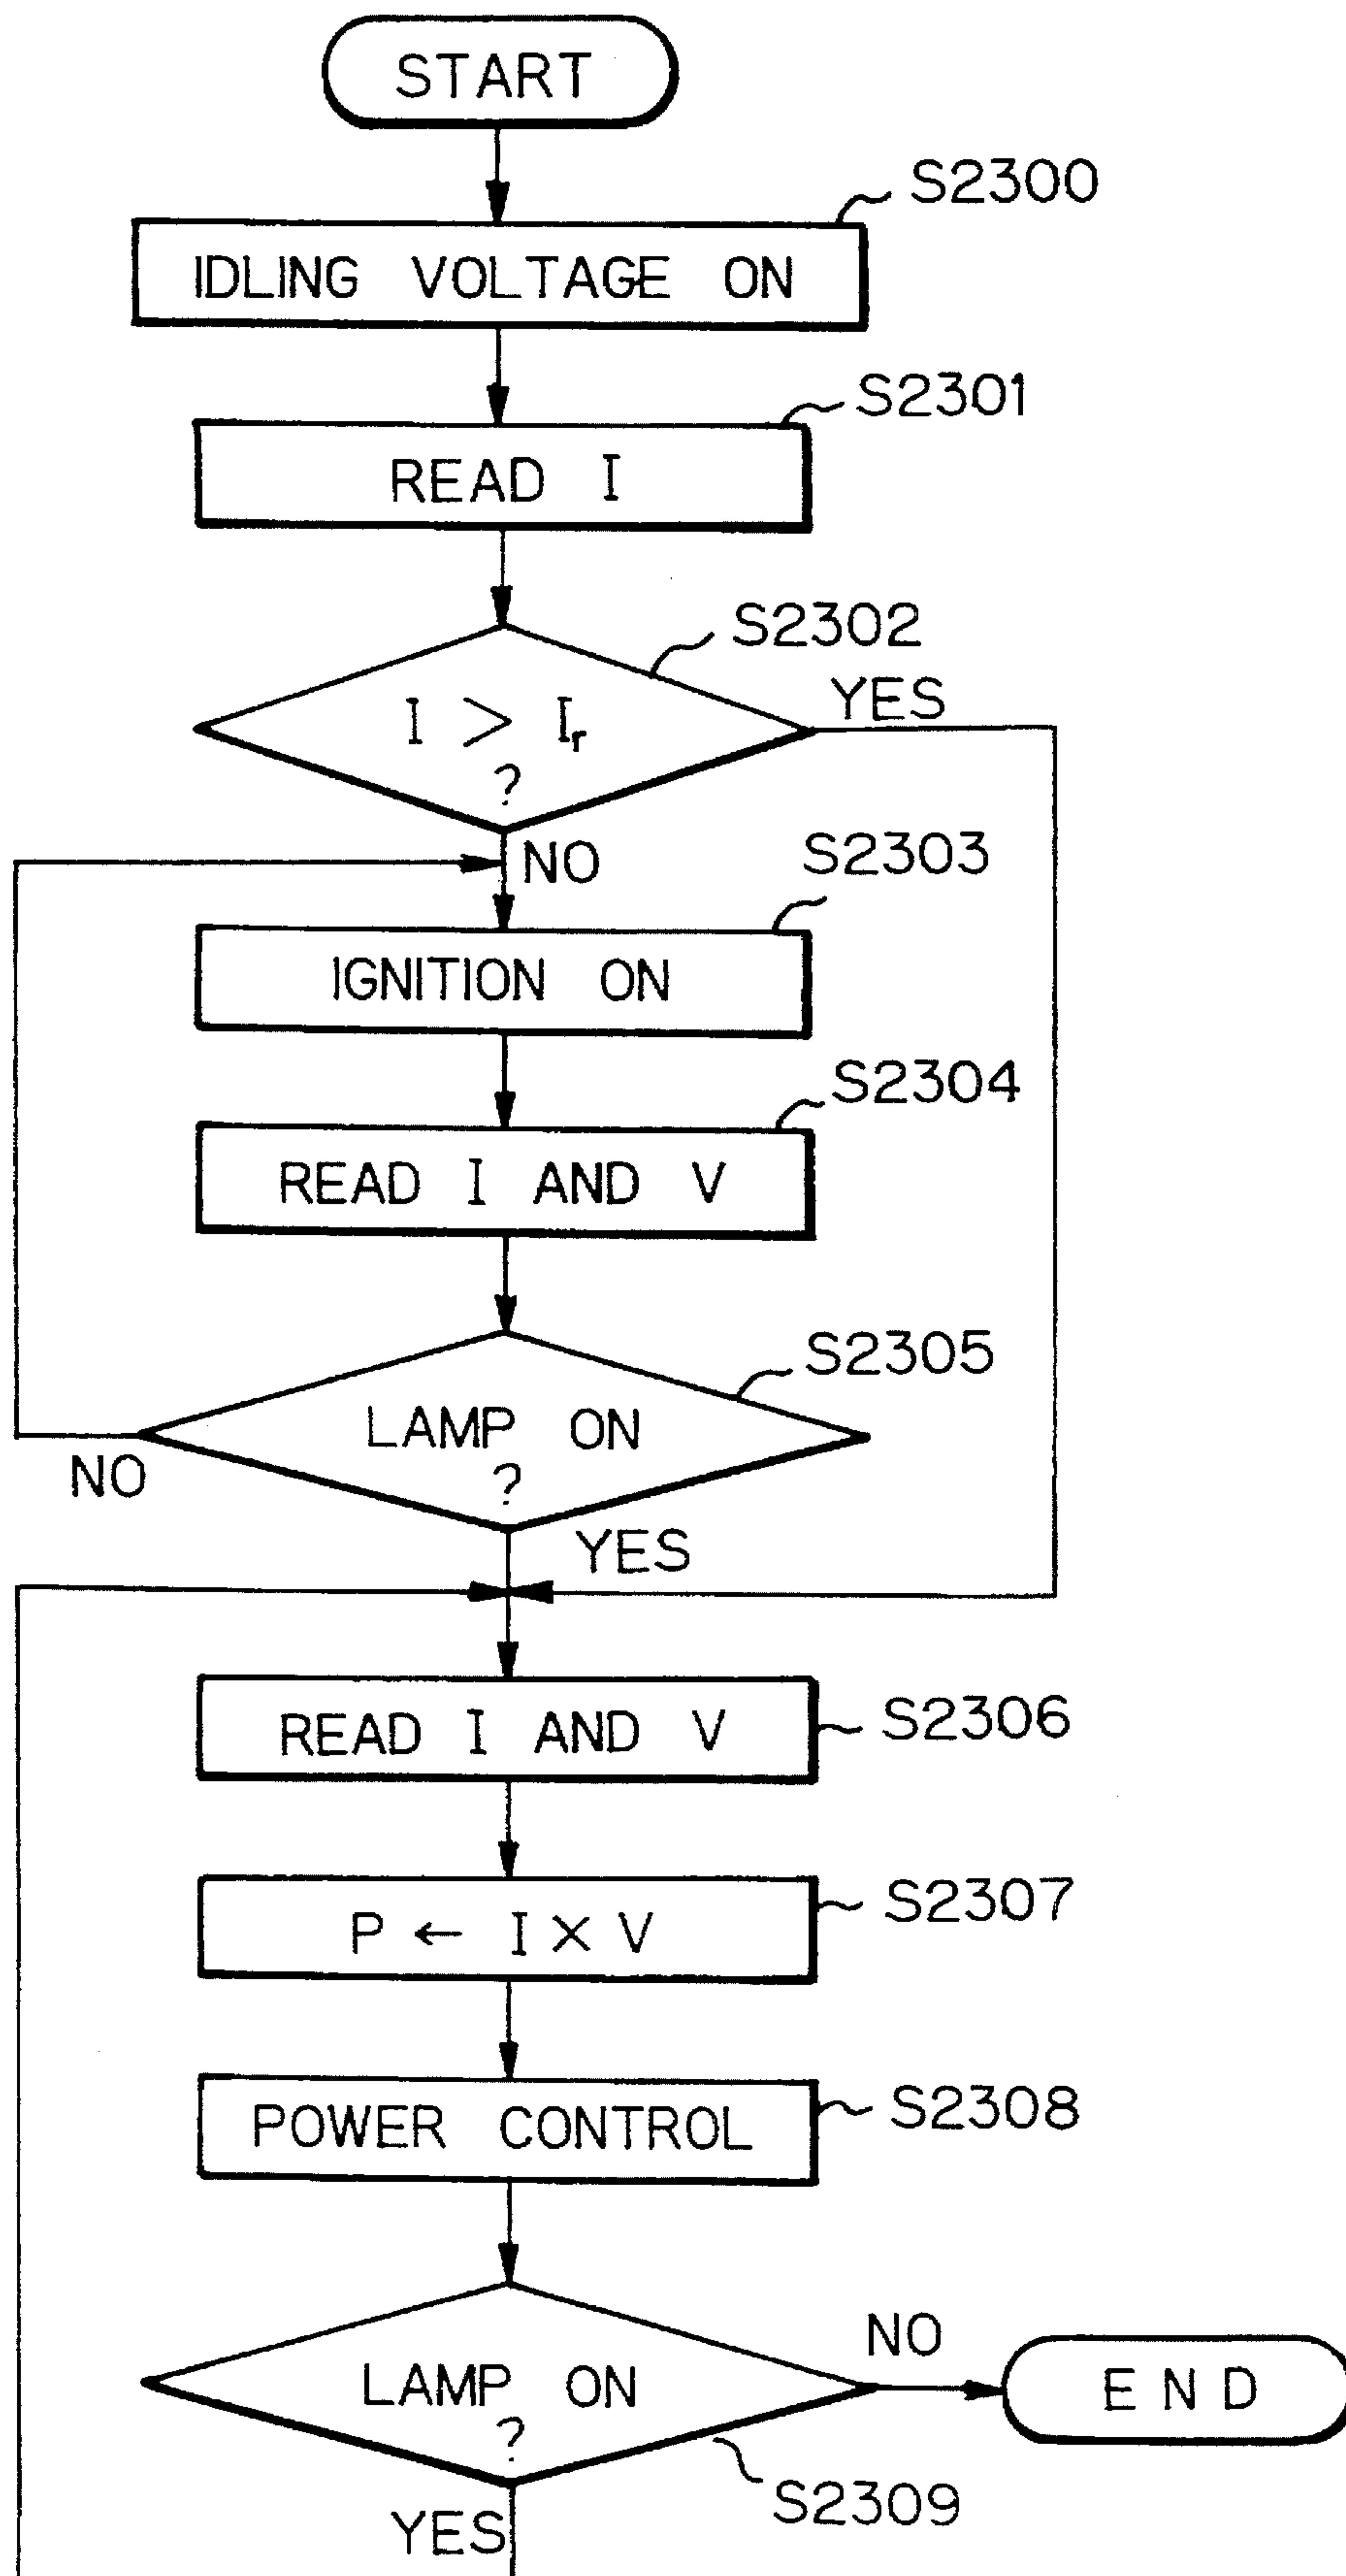 START
S2300
IDLING VOLTAGE ON
S2301
READ I
S2302
I > Ir
?
YES
NO
S2303
IGNITION ON
S2304
READ I AND V
S2305
LAMP ON
?
NO
YES
READ I AND V
S2306
P ← I × V
S2307
POWER CONTROL
S2308
LAMP ON
?
NO
END
S2309
YES